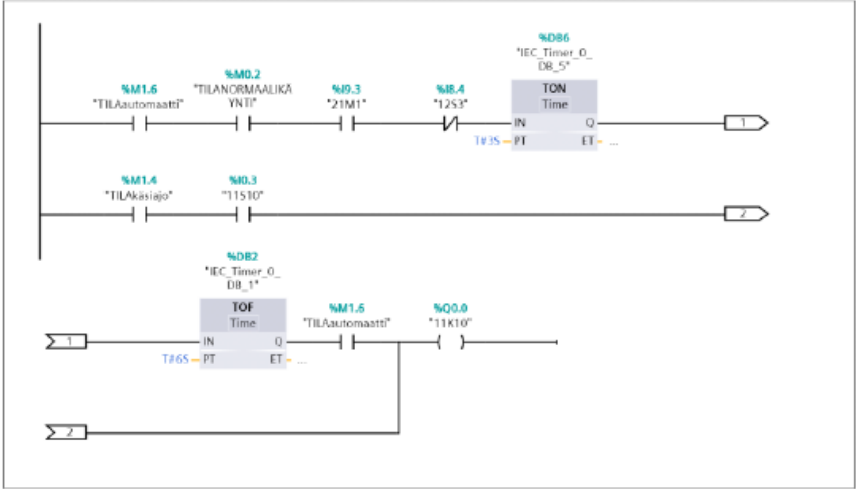 %DB6
"IEC_Timer_0_
DB_5"
%M1.6
"TILAautomaatti"
%M0.2
"TILANORMAALIKÄ
YNTI"
%I9.3
"21M1"
%I8.4
"12S3"
TON
Time
IN
Q
T#3S
PT
ET
...
1
%M1.4
"TILAkäsiajo"
%I0.3
"11S10"
2
%DB2
"IEC_Timer_0_
DB_1"
TOF
Time
%M1.6
"TILAautomaatti"
%Q0.0
"11K10"
1
IN
Q
T#6S
PT
ET
...
2